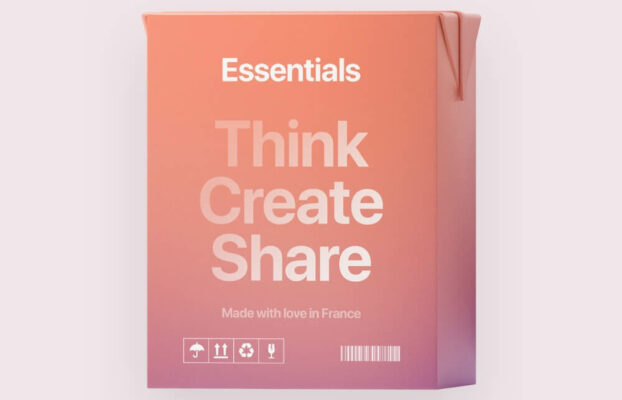 Essentials
Think
Create
Share
Made with love in France